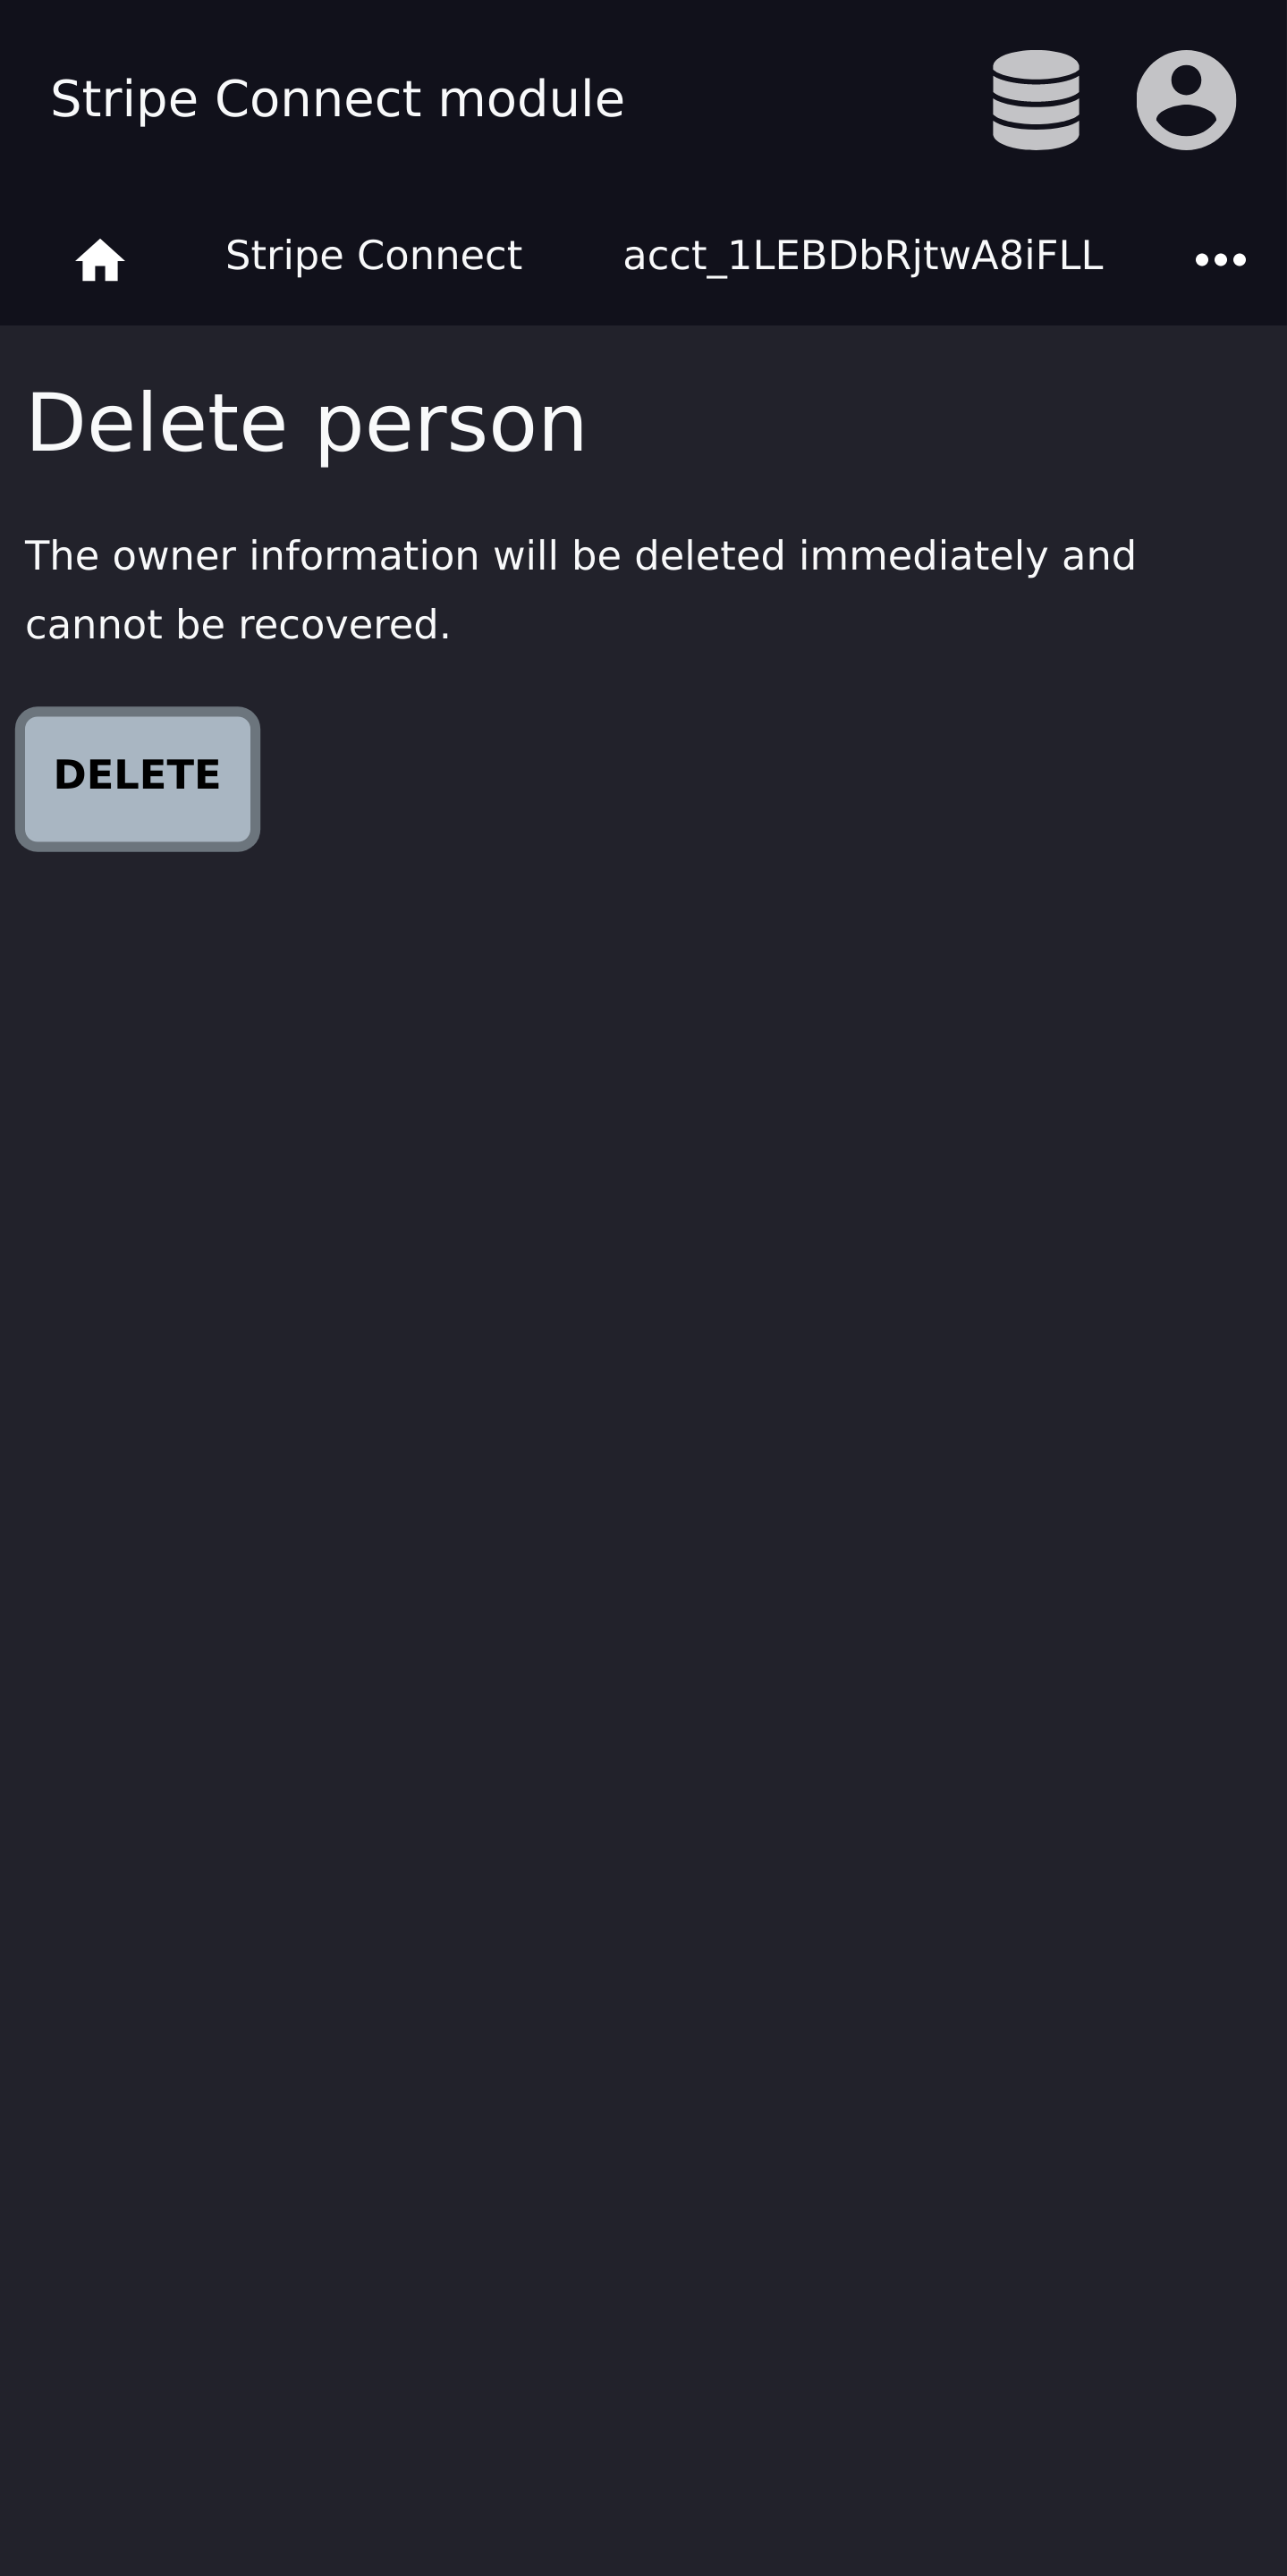 Stripe Connect module
Stripe Connect acct_1LEBDbRjtwA8iFLL
Delete person
The owner information will be deleted immediately and
cannot be recovered.
DELETE